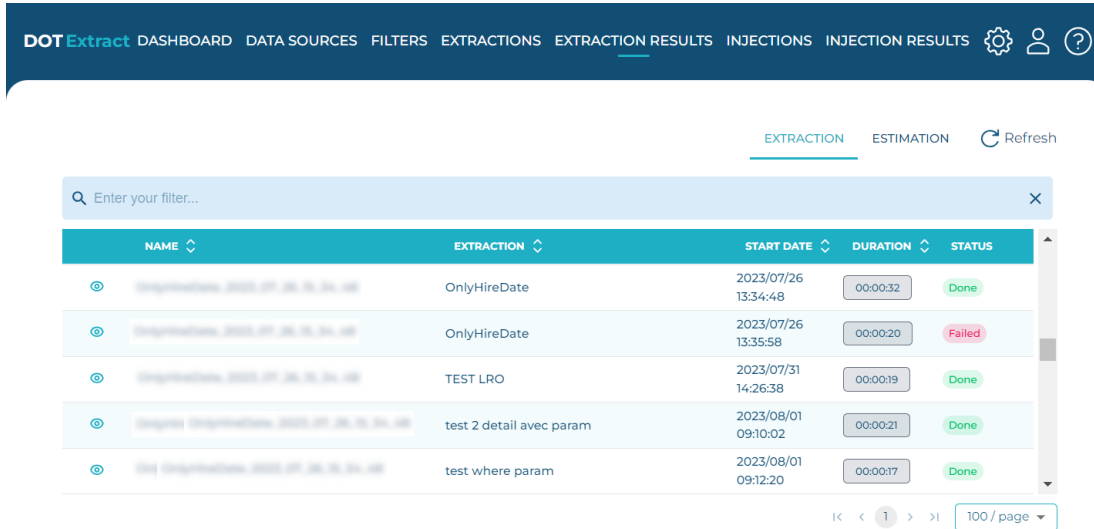 DOT Extract DASHBOARD DATA SOURCES FILTERS EXTRACTIONS EXTRACTION RESULTS INJECTIONS INJECTION RESULTS ?
EXTRACTION ESTIMATION Refresh
Enter your filter...
NAME EXTRACTION START DATE DURATION STATUS
OnlyHireDate 2023/07/26 13:34:48 00:00:32 Done
OnlyHireDate 2023/07/26 13:35:58 00:00:20 Failed
TEST LRO 2023/07/31 14:26:38 00:00:19 Done
test 2 detail avec param 2023/08/01 09:10:02 00:00:21 Done
test where param 2023/08/01 09:12:20 00:00:17 Done
1 100 / page